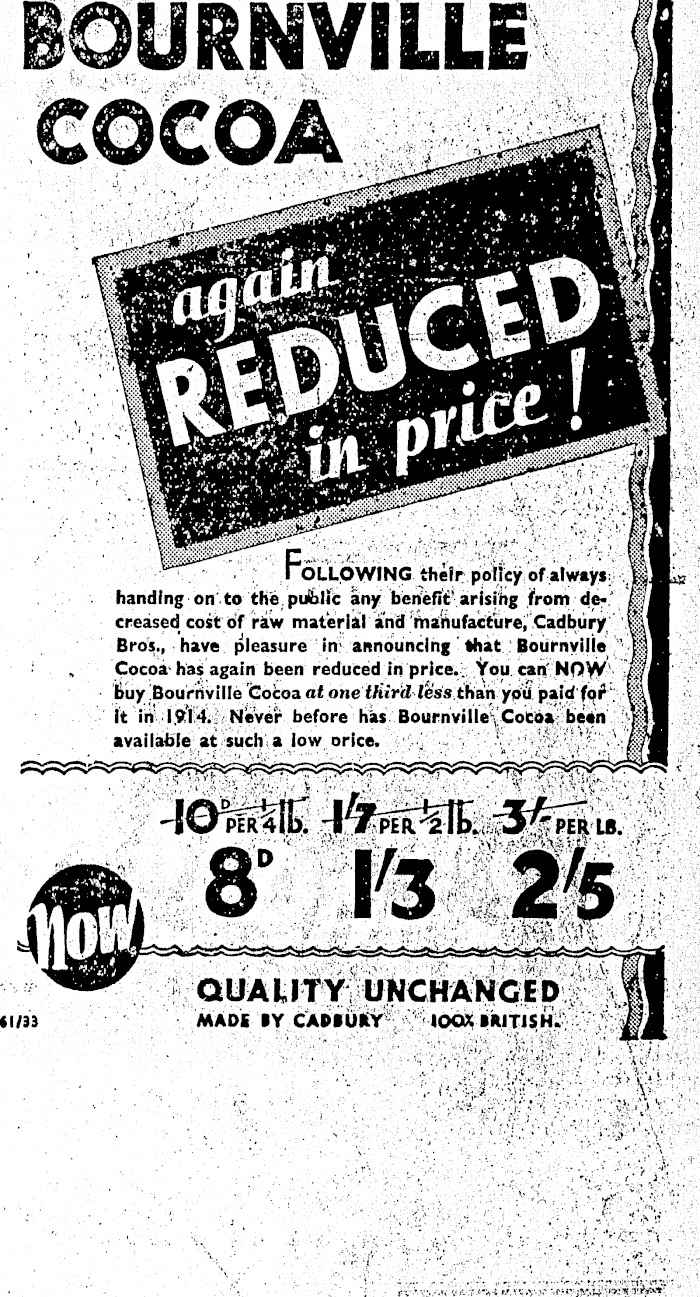 BOURNVILLE
COCOA
again
REDUCED
in price!
FOLLOWING their policy of always
handing on to the public any benefit arising from de-
creased cost of raw material and manufacture, Cadbury
Bros., have pleasure in announcing that Bournville
Cocoa has again been reduced in price. You can NOW
buy Bournville Cocoa at one third less than you paid for
it in 1914. Never before has Bournville Cocoa been
available at such a low price.
10D PER 1/4 lb. 1/7 PER 1/2 lb. 3/- PER LB.
8D 1/3 2/5
now
QUALITY UNCHANGED
MADE BY CADBURY 100% BRITISH.
61/33